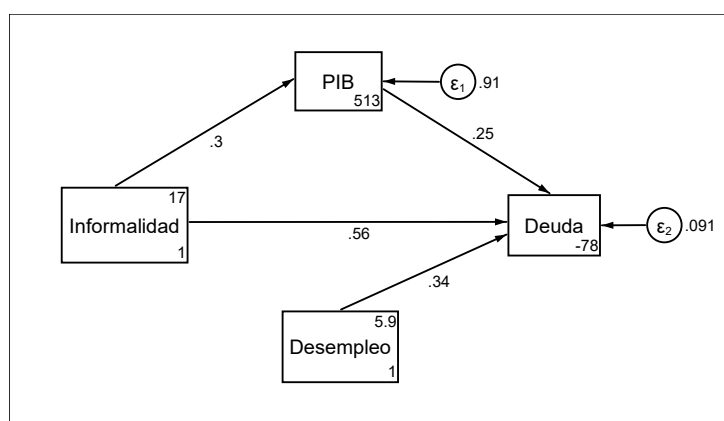 PIB
513
ε1 .91
.3
.25
17
Informalidad
1
.56
Deuda
-78
ε2 .091
.34
5.9
Desempleo
1